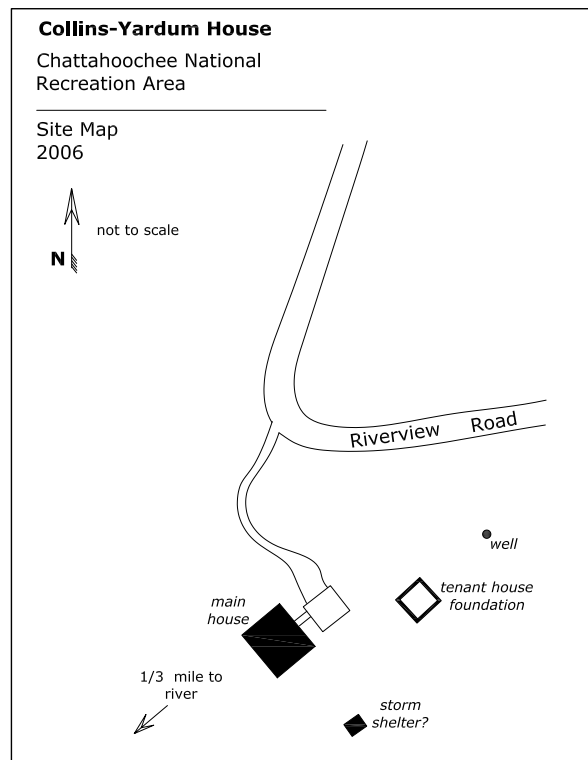 Collins-Yardum House
Chattahoochee National
Recreation Area
Site Map
2006
not to scale
N
Riverview Road
well
tenant house
foundation
main
house
1/3 mile to
river
storm
shelter?